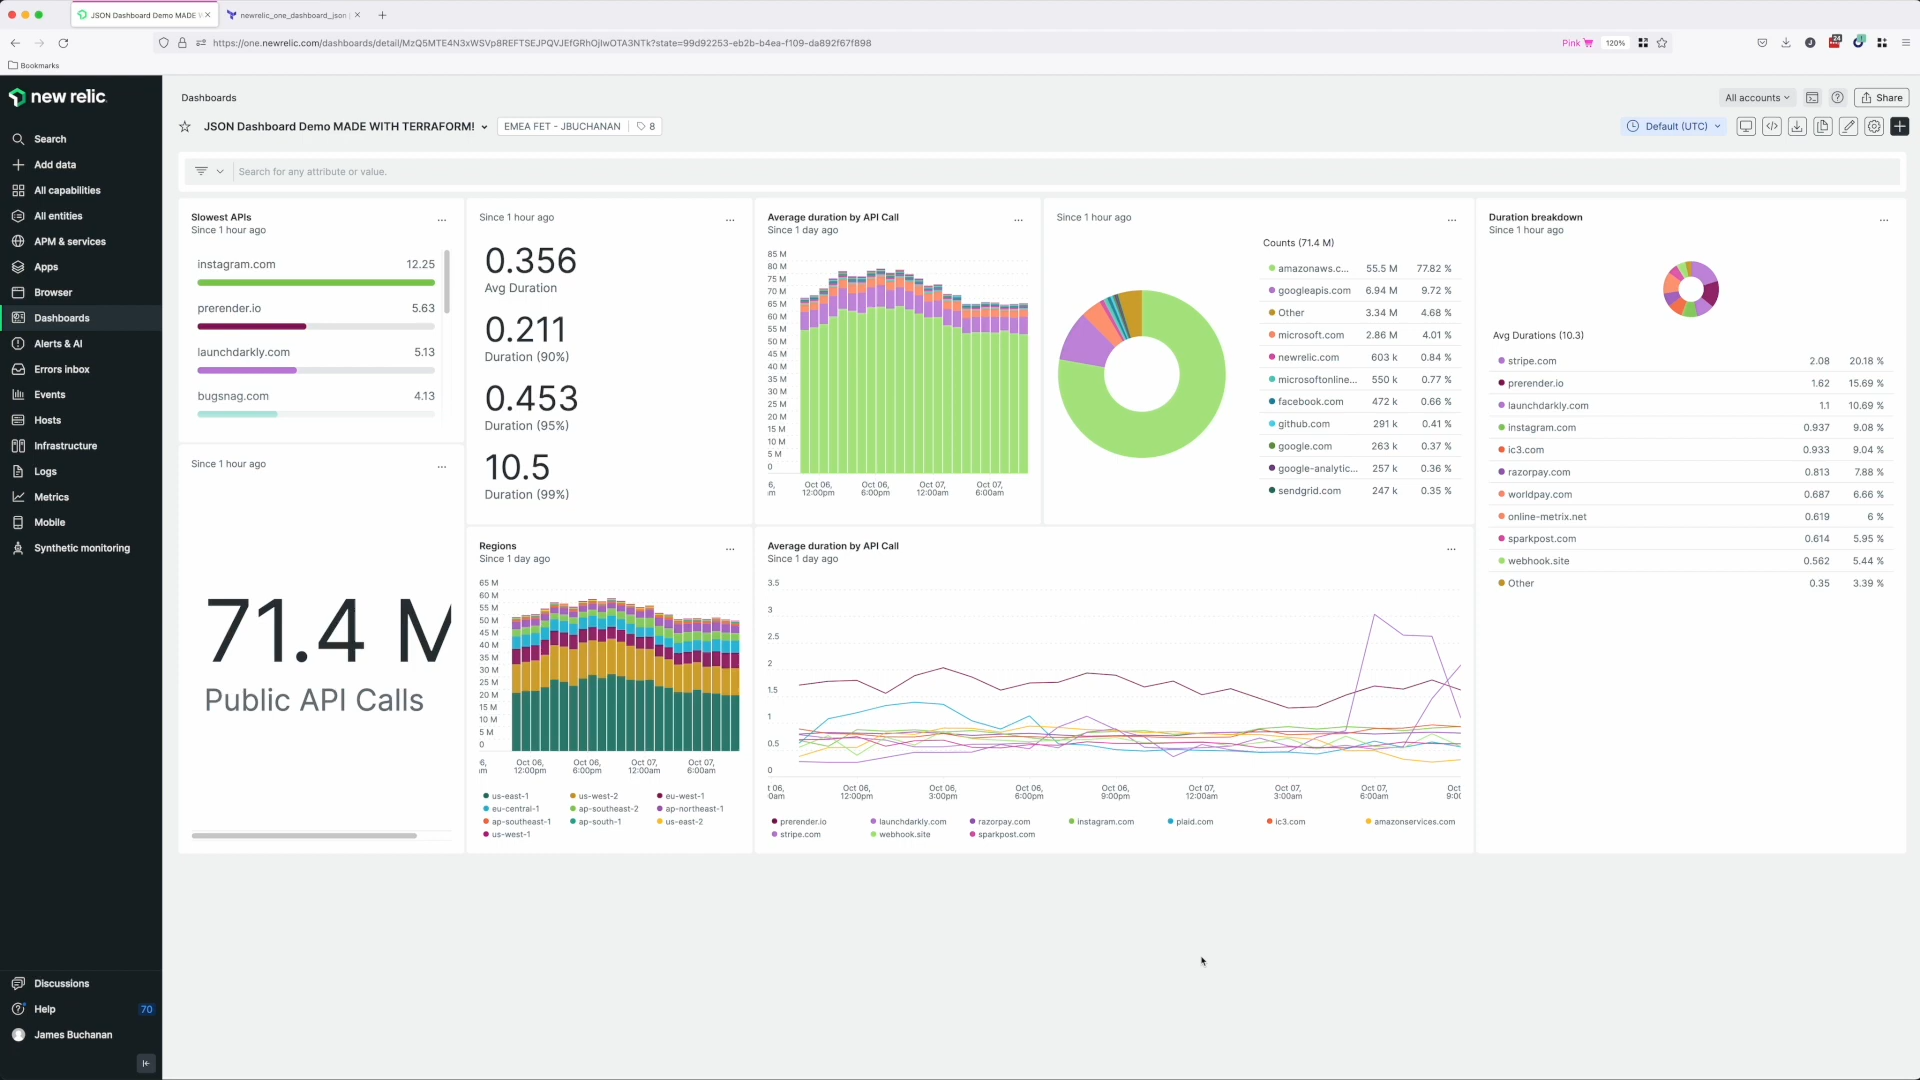 JSON Dashboard Demo MADE W
newrelic_one_dashboard_json
https://one.newrelic.com/dashboards/detail/MzQ5MTE4N3xWSVp8REFTSEJPQVJEfGRhOjIwOTA3NTk?state=99d92253-eb2b-b4ea-f109-da892f67f898
Pink
120%
24
Bookmarks
new relic
Search
Add data
All capabilities
All entities
APM & services
Apps
Browser
Dashboards
Alerts & AI
Errors inbox
Events
Hosts
Infrastructure
Logs
Metrics
Mobile
Synthetic monitoring
Discussions
Help 70
James Buchanan
Dashboards
All accounts
Share
JSON Dashboard Demo MADE WITH TERRAFORM!
EMEA FET - JBUCHANAN 8
Default (UTC)
Search for any attribute or value.
Slowest APIs
Since 1 hour ago
instagram.com 12.25
prerender.io 5.63
launchdarkly.com 5.13
bugsnag.com 4.13
Since 1 hour ago
71.4 M
Public API Calls
Since 1 hour ago
0.356
Avg Duration
0.211
Duration (90%)
0.453
Duration (95%)
10.5
Duration (99%)
Average duration by API Call
Since 1 day ago
85 M
80 M
75 M
70 M
65 M
60 M
55 M
50 M
45 M
40 M
35 M
30 M
25 M
20 M
15 M
10 M
5 M
0
6, Oct 06, Oct 06, Oct 07, Oct 07,
m 12:00pm 6:00pm 12:00am 6:00am
Since 1 hour ago
Counts (71.4 M)
amazonaws.c... 55.5 M 77.82 %
googleapis.com 6.94 M 9.72 %
Other 3.34 M 4.68 %
microsoft.com 2.86 M 4.01 %
newrelic.com 603 k 0.84 %
microsoftonline... 550 k 0.77 %
facebook.com 472 k 0.66 %
github.com 291 k 0.41 %
google.com 263 k 0.37 %
google-analytic... 257 k 0.36 %
sendgrid.com 247 k 0.35 %
Duration breakdown
Since 1 hour ago
Avg Durations (10.3)
stripe.com 2.08 20.18 %
prerender.io 1.62 15.69 %
launchdarkly.com 1.1 10.69 %
instagram.com 0.937 9.08 %
ic3.com 0.933 9.04 %
razorpay.com 0.813 7.88 %
worldpay.com 0.687 6.66 %
online-metrix.net 0.619 6 %
sparkpost.com 0.614 5.95 %
webhook.site 0.562 5.44 %
Other 0.35 3.39 %
Regions
Since 1 day ago
65 M
60 M
55 M
50 M
45 M
40 M
35 M
30 M
25 M
20 M
15 M
10 M
5 M
0
6, Oct 06, Oct 06, Oct 07, Oct 07,
m 12:00pm 6:00pm 12:00am 6:00am
us-east-1 us-west-2 eu-west-1
eu-central-1 ap-southeast-2 ap-northeast-1
ap-southeast-1 ap-south-1 us-east-2
us-west-1
Average duration by API Call
Since 1 day ago
3.5
3
2.5
2
1.5
1
0.5
0
t 06, Oct 06, Oct 06, Oct 06, Oct 06, Oct 07, Oct 07, Oct 07, Oct
0am 12:00pm 3:00pm 6:00pm 9:00pm 12:00am 3:00am 6:00am 9:00
prerender.io launchdarkly.com razorpay.com instagram.com plaid.com ic3.com amazonservices.com
stripe.com webhook.site sparkpost.com